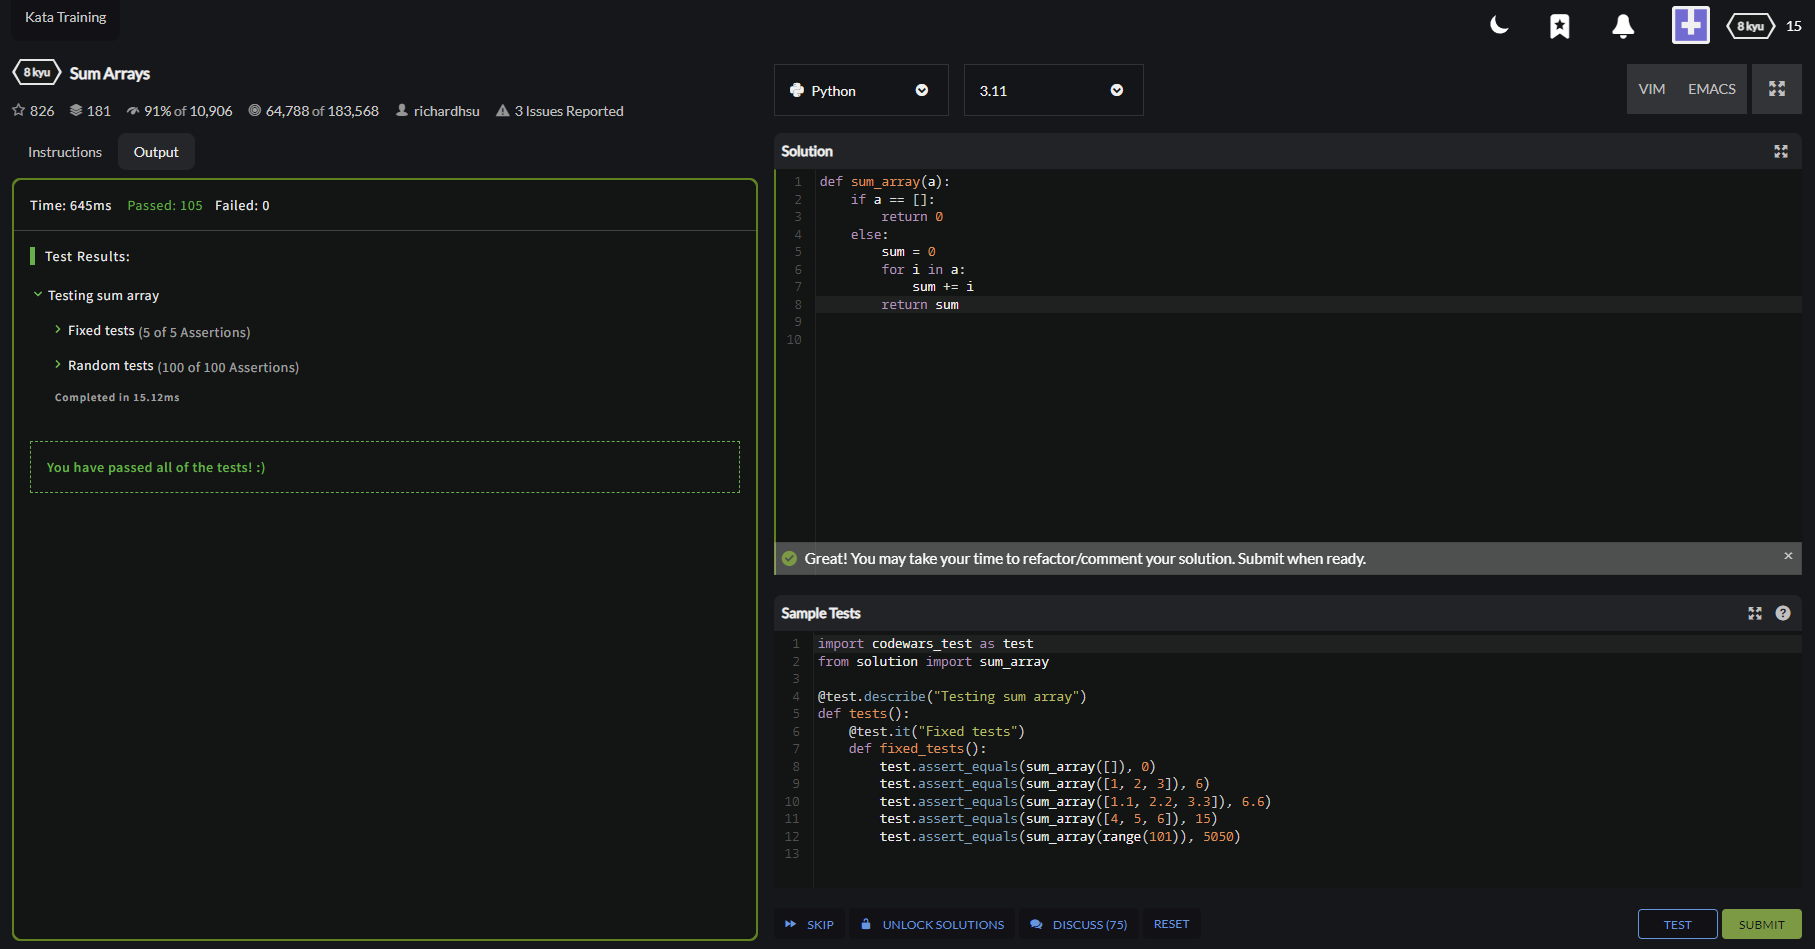 Kata Training
8 kyu 15
8 kyu Sum Arrays
826 181 91% of 10,906 64,788 of 183,568 richardhsu 3 Issues Reported
Instructions Output
Time: 645ms Passed: 105 Failed: 0
Test Results:
Testing sum array
Fixed tests (5 of 5 Assertions)
Random tests (100 of 100 Assertions)
Completed in 15.12ms
You have passed all of the tests! :)
Python 3.11 VIM EMACS
Solution
1 def sum_array(a):
2     if a == []:
3         return 0
4     else:
5         sum = 0
6         for i in a:
7             sum += i
8         return sum
9
10
Great! You may take your time to refactor/comment your solution. Submit when ready. ×
Sample Tests ?
1 import codewars_test as test
2 from solution import sum_array
3
4 @test.describe("Testing sum array")
5 def tests():
6     @test.it("Fixed tests")
7     def fixed_tests():
8         test.assert_equals(sum_array([]), 0)
9         test.assert_equals(sum_array([1, 2, 3]), 6)
10         test.assert_equals(sum_array([1.1, 2.2, 3.3]), 6.6)
11         test.assert_equals(sum_array([4, 5, 6]), 15)
12         test.assert_equals(sum_array(range(101)), 5050)
13
SKIP UNLOCK SOLUTIONS DISCUSS (75) RESET TEST SUBMIT